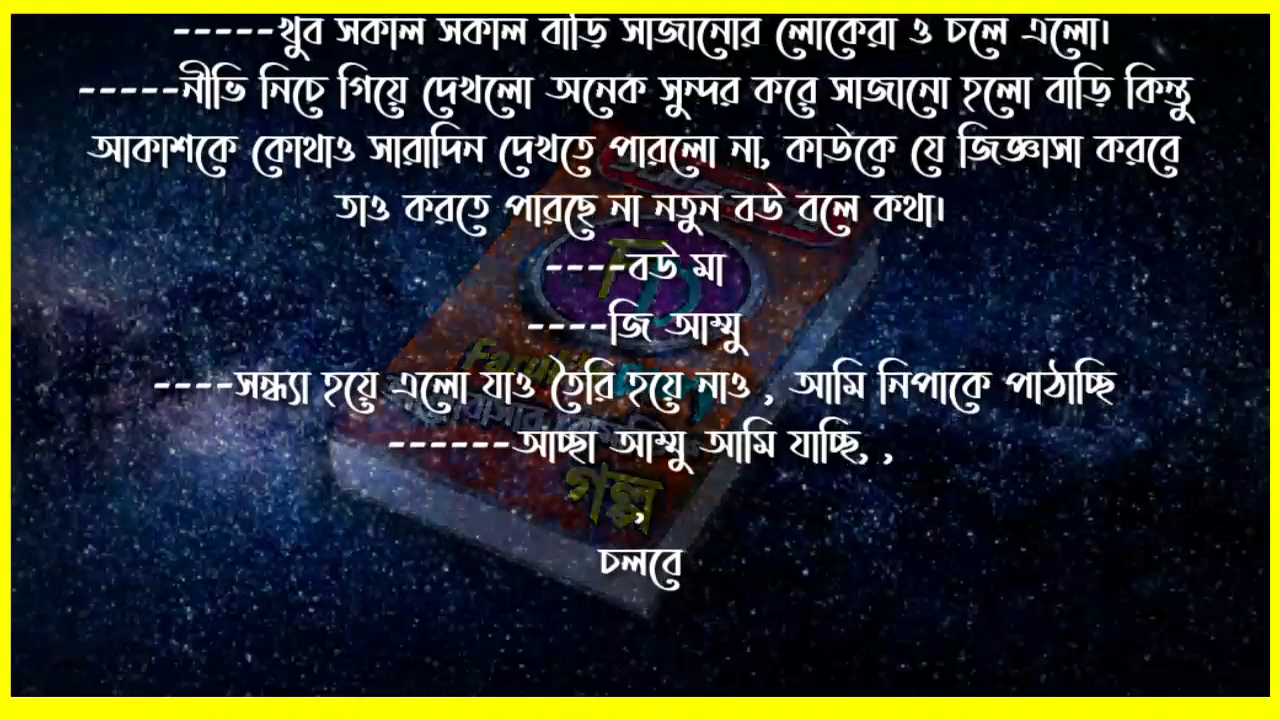 -----খুব সকাল সকাল বাড়ি সাজানোর লোকেরা ও চলে এলো।
-----নীভি নিচে গিয়ে দেখলো অনেক সুন্দর করে সাজানো হলো বাড়ি কিন্তু
আকাশকে কোথাও সারাদিন দেখতে পারলো না, কাউকে যে জিজ্ঞাসা করবে
তাও করতে পারছে না নতুন বউ বলে কথা।
----বউ মা
----জি আম্মু
----সন্ধ্যা হয়ে এলো যাও তৈরি হয়ে নাও , আমি নিপাকে পাঠাচ্ছি
------আচ্ছা আম্মু আমি যাচ্ছি, ,
,
চলবে
গল্প